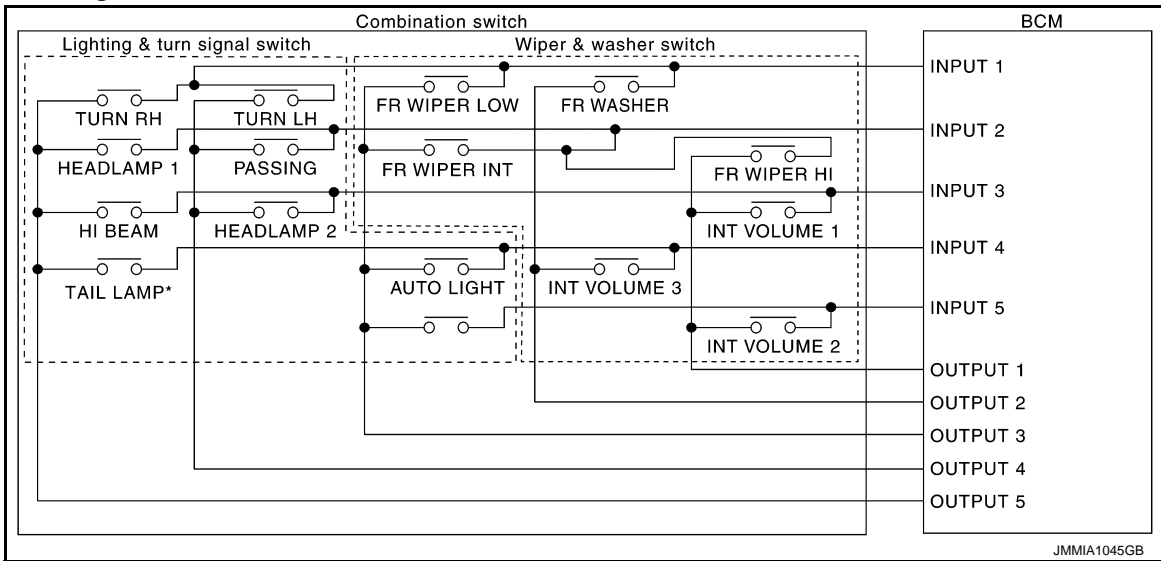 Combination switch
BCM
Lighting & turn signal switch
Wiper & washer switch
INPUT 1
TURN RH
TURN LH
FR WIPER LOW
FR WASHER
INPUT 2
HEADLAMP 1
PASSING
FR WIPER INT
FR WIPER HI
INPUT 3
HI BEAM
HEADLAMP 2
INT VOLUME 1
INPUT 4
TAIL LAMP*
AUTO LIGHT
INT VOLUME 3
INPUT 5
INT VOLUME 2
OUTPUT 1
OUTPUT 2
OUTPUT 3
OUTPUT 4
OUTPUT 5
JMMIA1045GB